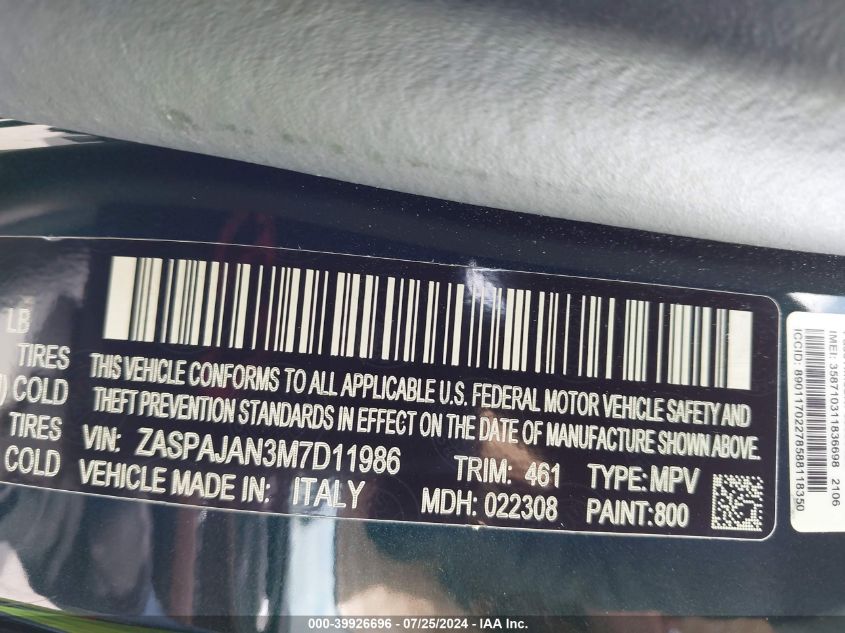 LB
TIRES
COLD
TIRES
COLD
THIS VEHICLE CONFORMS TO ALL APPLICABLE U.S. FEDERAL MOTOR VEHICLE SAFETY AND
THEFT PREVENTION STANDARDS IN EFFECT ON THE DATE OF MANUFACTURE SHOWN ABOVE.
VIN: ZASPAJAN3M7D11986 TRIM: 461 TYPE:MPV
VEHICLE MADE IN: ITALY MDH: 022308 PAINT:800
IMEI: 358710311836698 2106
ICCID: 89011702278588118350
000-39926696 - 07/25/2024 - IAA Inc.